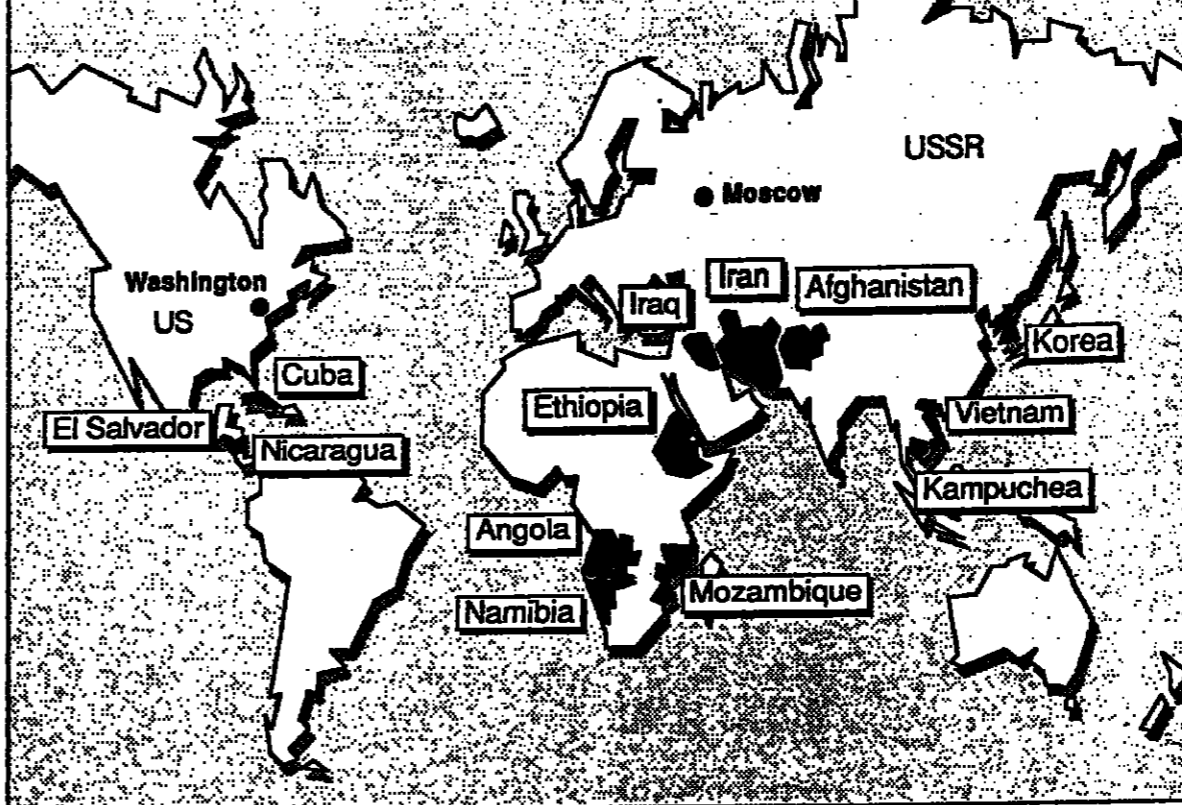 USSR
Moscow
Washington
US
Iran
Afghanistan
Iraq
Korea
Cuba
Ethiopia
El Salvador
Vietnam
Nicaragua
Kampuchea
Angola
Mozambique
Namibia